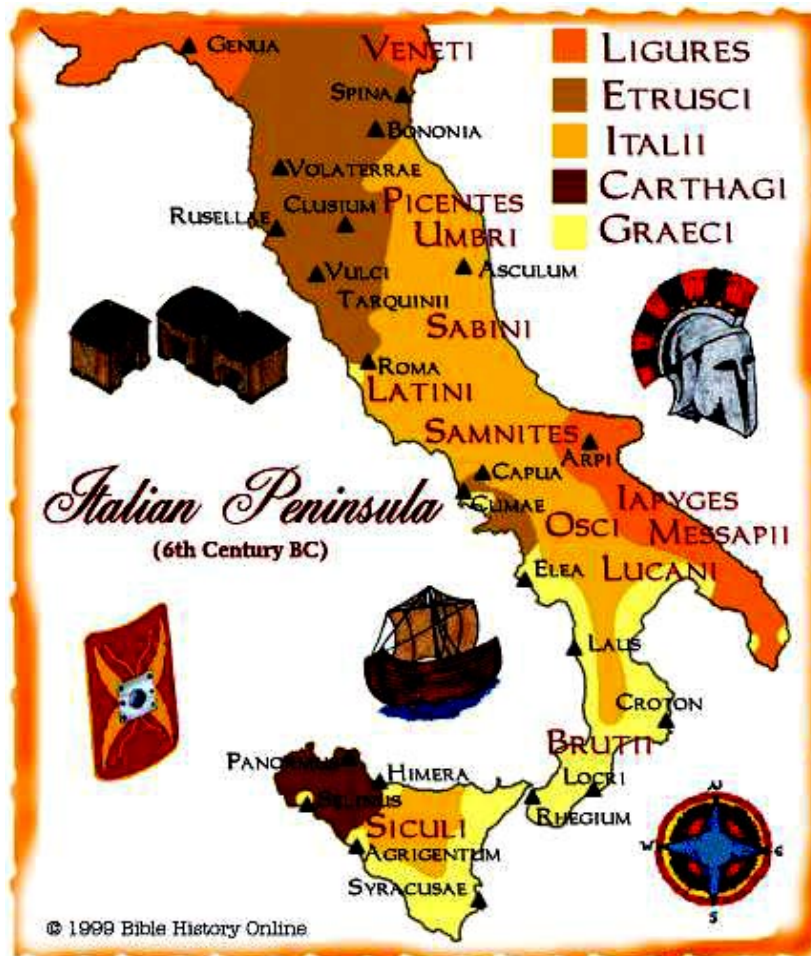 GENUA
VENETI
SPINA
BONONIA
VOLATERRAE
RUSELLAE
CLUSIUM
PICENTES
UMBRI
VULCI
ASCULUM
TARQUINII
SABINI
ROMA
LATINI
SAMNITES
ARPI
CAPUA
CUMAE
IAPYGES
MESSAPII
OSCI
ELEA
LUCANI
LAUS
CROTON
BRUTII
PANORMUS
HIMERA
LOCRI
SELINUS
RHEGIUM
SICULI
AGRIGENTUM
SYRACUSAE
LIGURES
ETRUSCI
ITALII
CARTHAGI
GRAECI
Italian Peninsula
(6th Century BC)
N
W
S
© 1999 Bible History Online